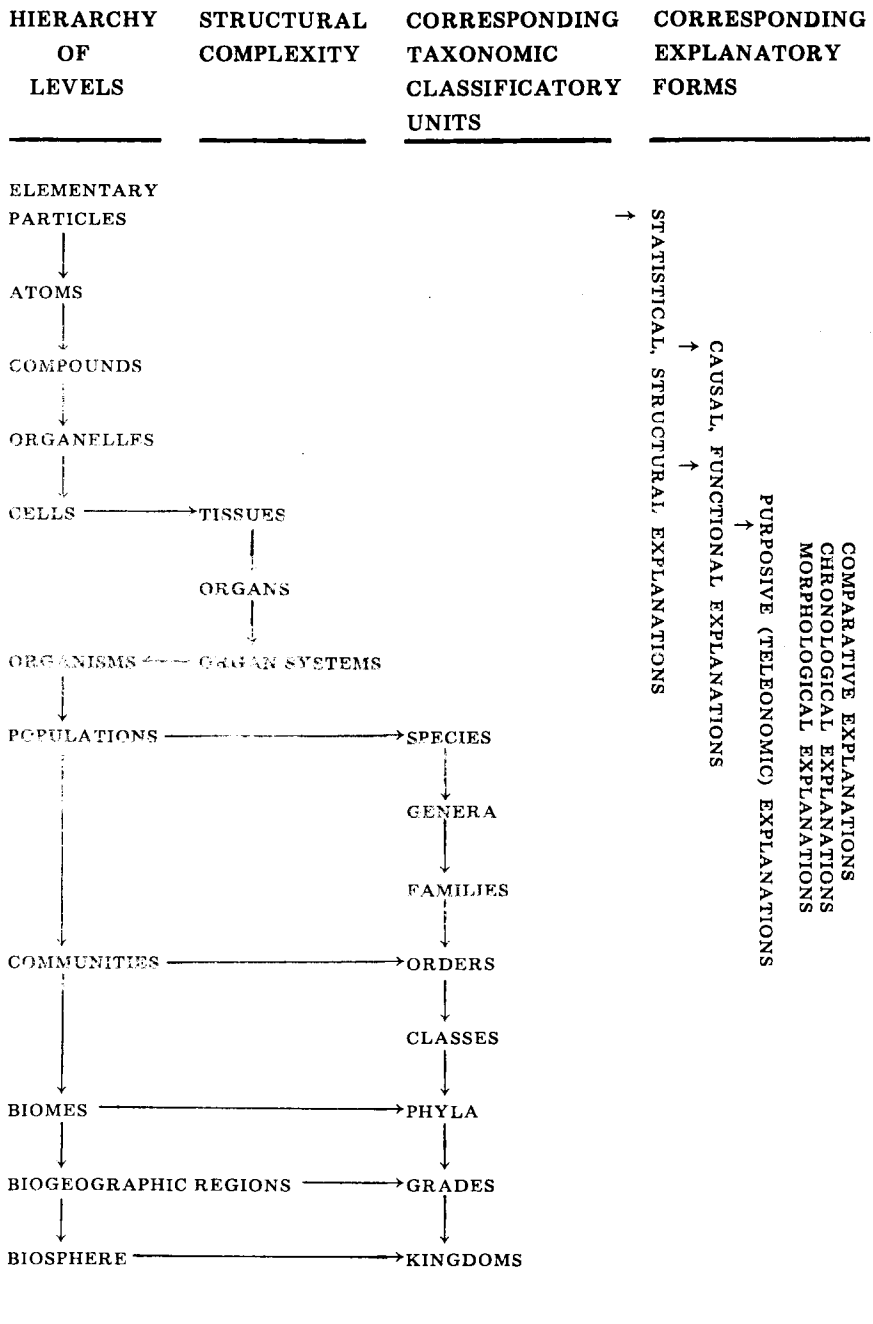 HIERARCHY
OF
LEVELS
STRUCTURAL
COMPLEXITY
CORRESPONDING
TAXONOMIC
CLASSIFICATORY
UNITS
CORRESPONDING
EXPLANATORY
FORMS
ELEMENTARY
PARTICLES
ATOMS
COMPOUNDS
ORGANELLES
CELLS
TISSUES
ORGANS
ORGANISMS
ORGAN SYSTEMS
POPULATIONS
SPECIES
GENERA
FAMILIES
COMMUNITIES
ORDERS
CLASSES
BIOMES
PHYLA
BIOGEOGRAPHIC REGIONS
GRADES
BIOSPHERE
KINGDOMS
STATISTICAL, STRUCTURAL EXPLANATIONS
CAUSAL, FUNCTIONAL EXPLANATIONS
PURPOSIVE (TELEONOMIC) EXPLANATIONS
COMPARATIVE EXPLANATIONS
CHRONOLOGICAL EXPLANATIONS
MORPHOLOGICAL EXPLANATIONS